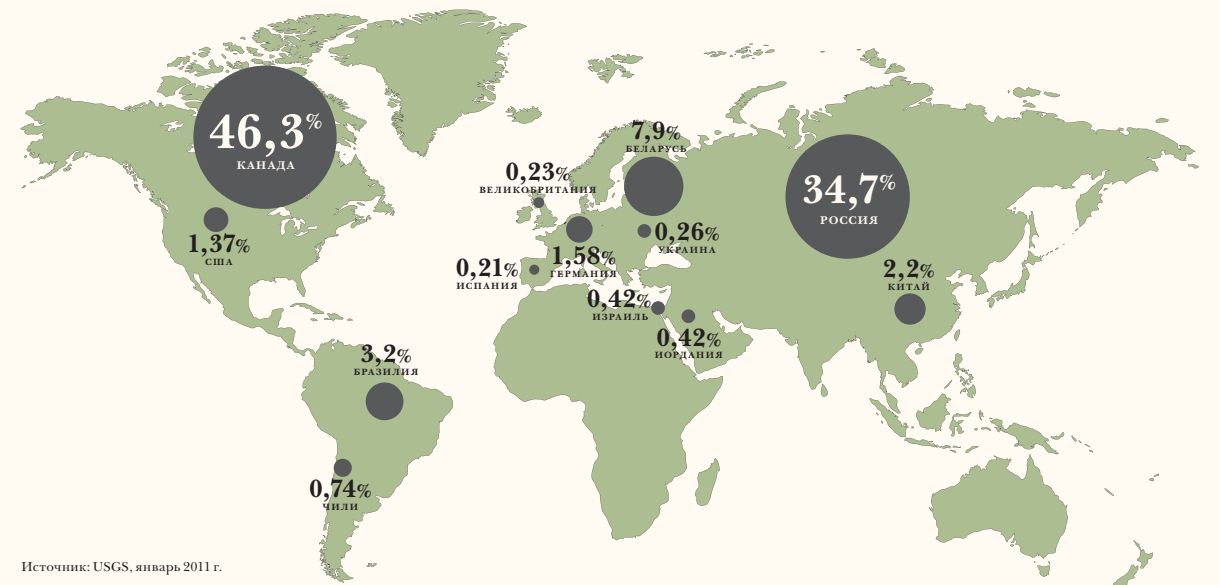 46,3%
КАНАДА
7,9%
БЕЛАРУСЬ
0,23%
ВЕЛИКОБРИТАНИЯ
34,7%
РОССИЯ
1,37%
США
0,26%
УКРАИНА
1,58%
ГЕРМАНИЯ
0,21%
ИСПАНИЯ
2,2%
КИТАЙ
0,42%
ИЗРАИЛЬ
0,42%
ИОРДАНИЯ
3,2%
БРАЗИЛИЯ
0,74%
ЧИЛИ
Источник: USGS, январь 2011 г.